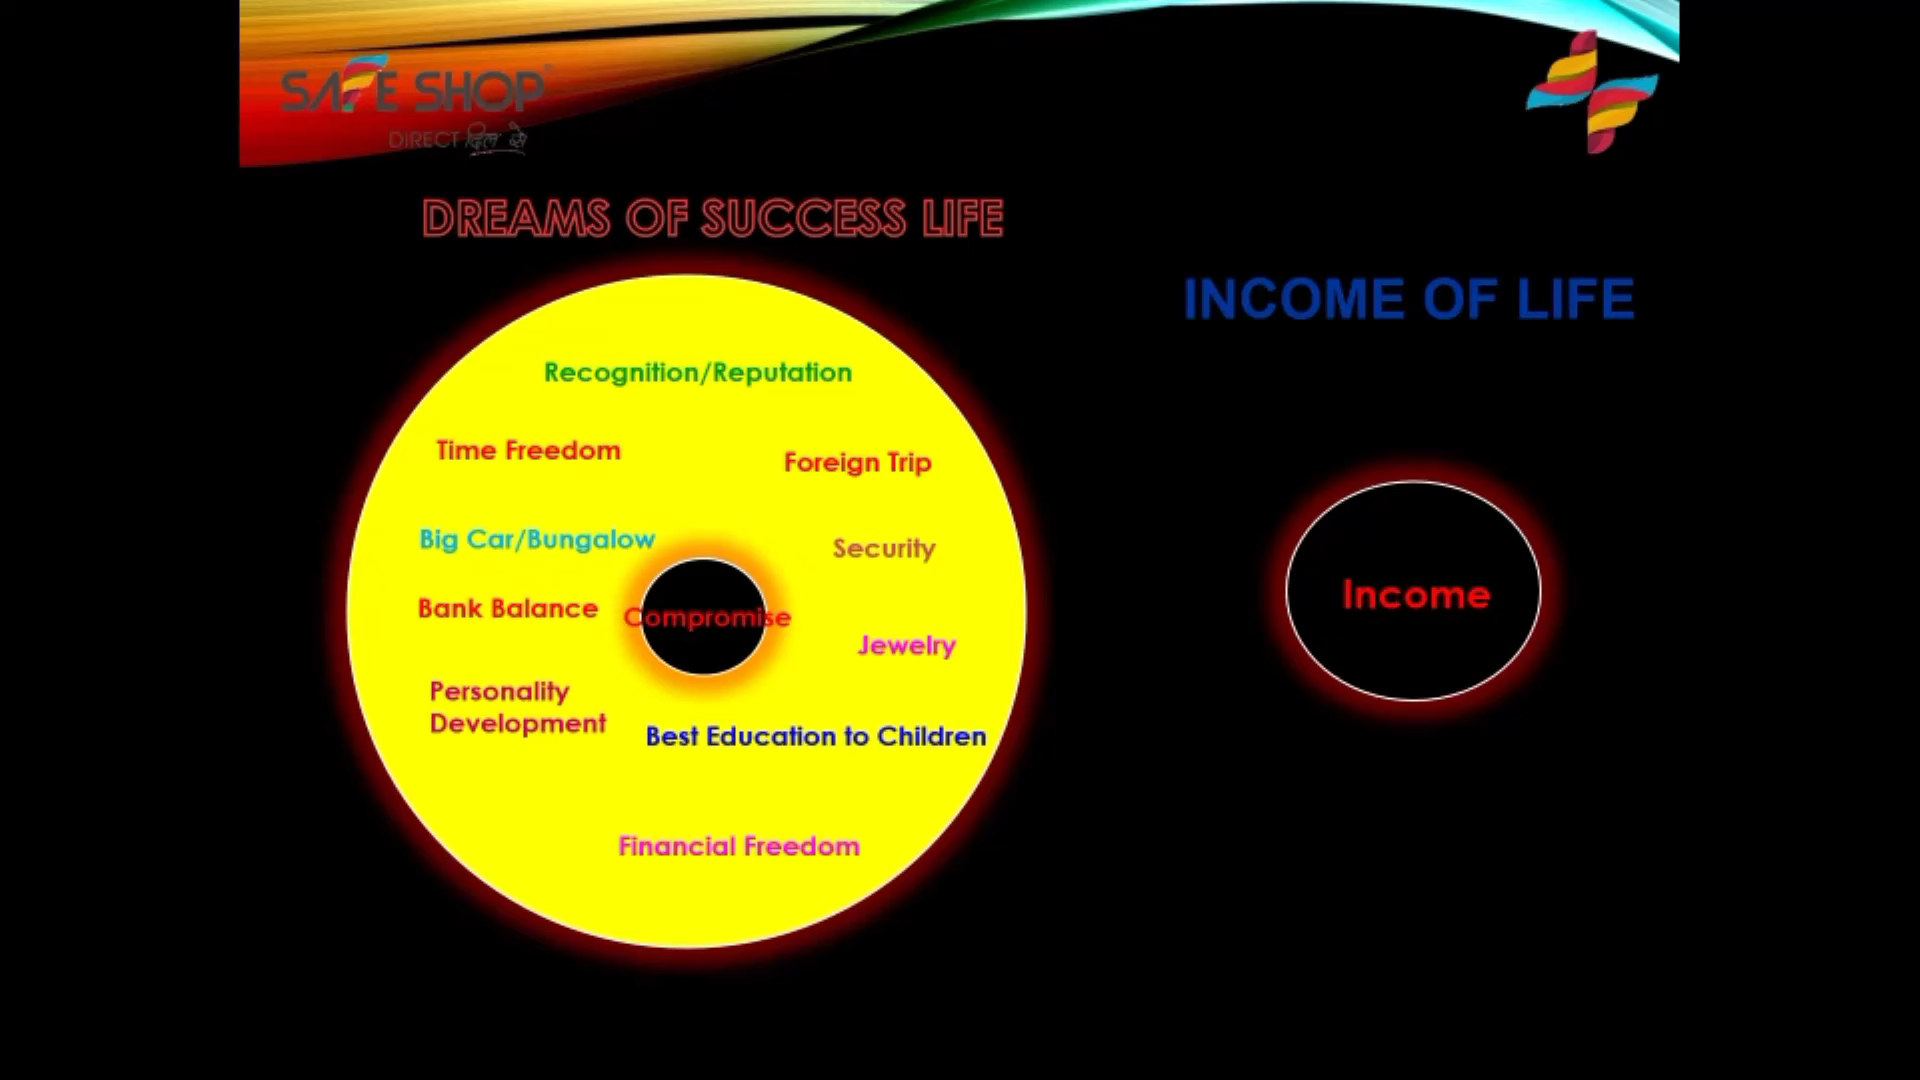 SAFE SHOP
DIRECT दिल से
DREAMS OF SUCCESS LIFE
INCOME OF LIFE
Recognition/Reputation
Time Freedom
Foreign Trip
Big Car/Bungalow
Security
Bank Balance
Compromise
Jewelry
Personality
Development
Best Education to Children
Financial Freedom
Income